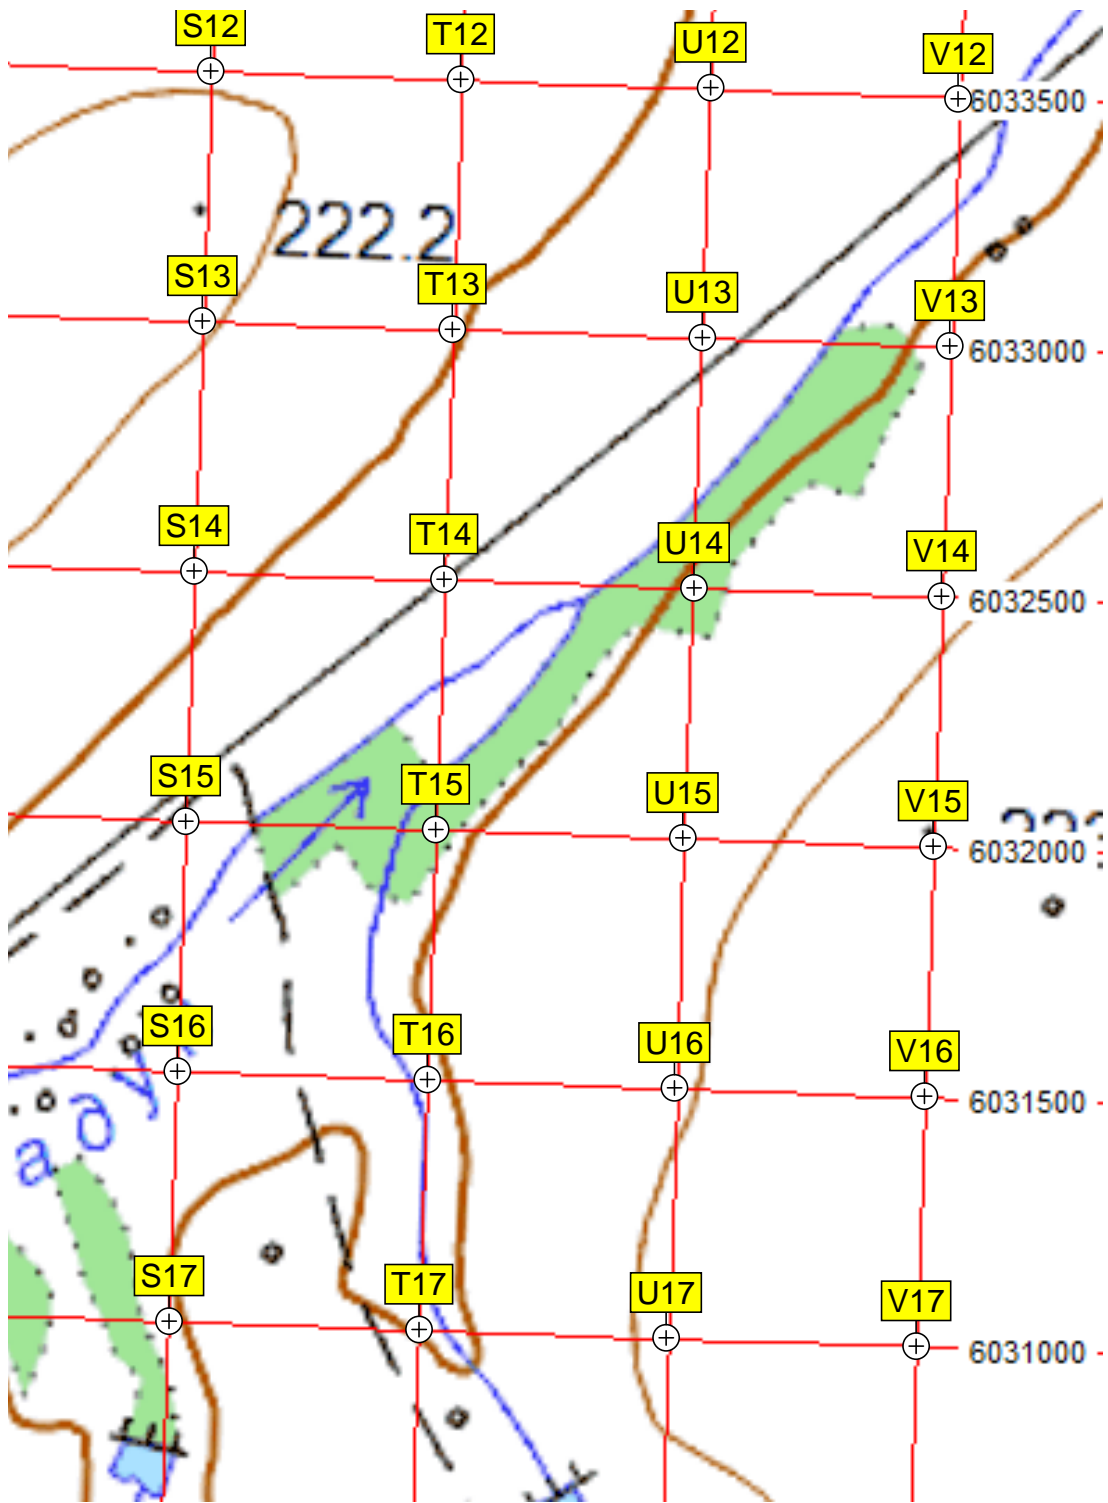 S12 T12 U12 V12
6033500
222.2
S13 T13 U13 V13
6033000
S14 T14 U14 V14
6032500
S15 T15 U15 V15
6032000
S16 T16 U16 V16
6031500
а д у
S17 T17 U17 V17
6031000